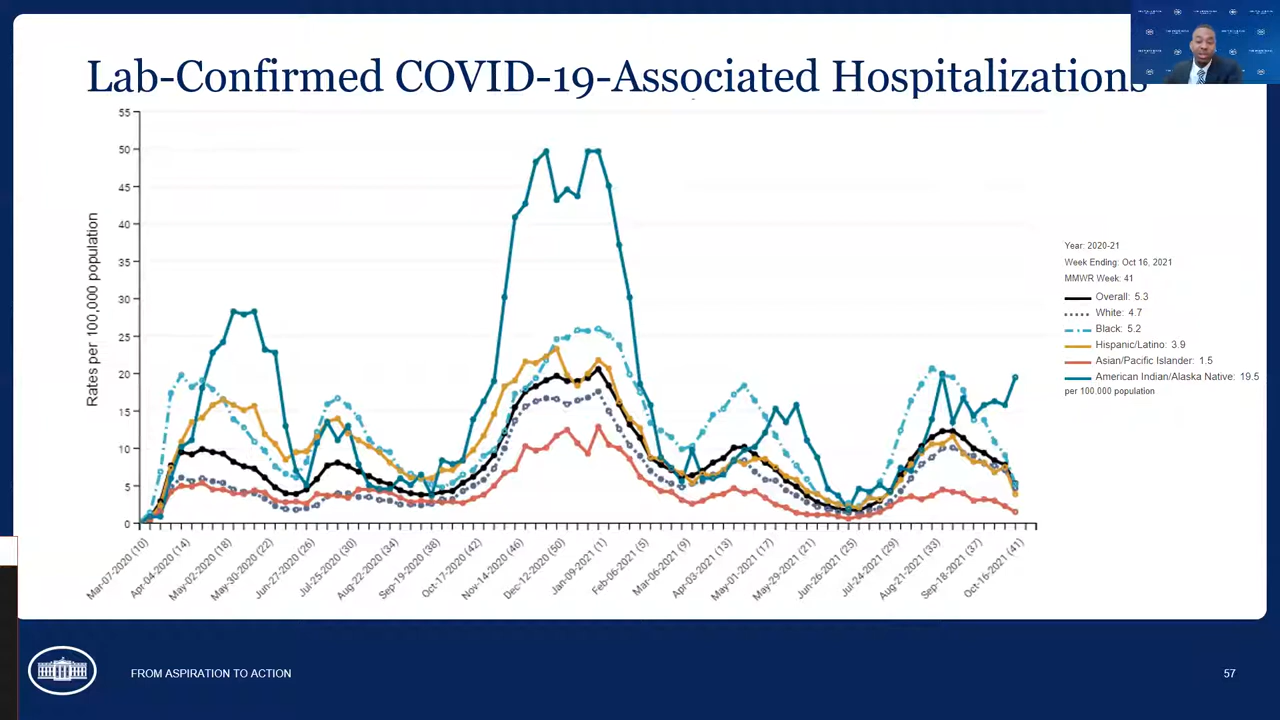 Lab-Confirmed COVID-19-Associated Hospitalizations
Rates per 100,000 population
55
50
45
40
35
30
25
20
15
10
5
0
Mar-07-2020 (10)
Apr-04-2020 (14)
May-02-2020 (18)
May-30-2020 (22)
Jun-27-2020 (26)
Jul-25-2020 (30)
Aug-22-2020 (34)
Sep-19-2020 (38)
Oct-17-2020 (42)
Nov-14-2020 (46)
Dec-12-2020 (50)
Jan-09-2021 (1)
Feb-06-2021 (5)
Mar-06-2021 (9)
Apr-03-2021 (13)
May-01-2021 (17)
May-29-2021 (21)
Jun-26-2021 (25)
Jul-24-2021 (29)
Aug-21-2021 (33)
Sep-18-2021 (37)
Oct-16-2021 (41)
Year: 2020-21
Week Ending: Oct 16, 2021
MMWR Week: 41
Overall: 5.3
White: 4.7
Black: 5.2
Hispanic/Latino: 3.9
Asian/Pacific Islander: 1.5
American Indian/Alaska Native: 19.5
per 100.000 population
FROM ASPIRATION TO ACTION
57